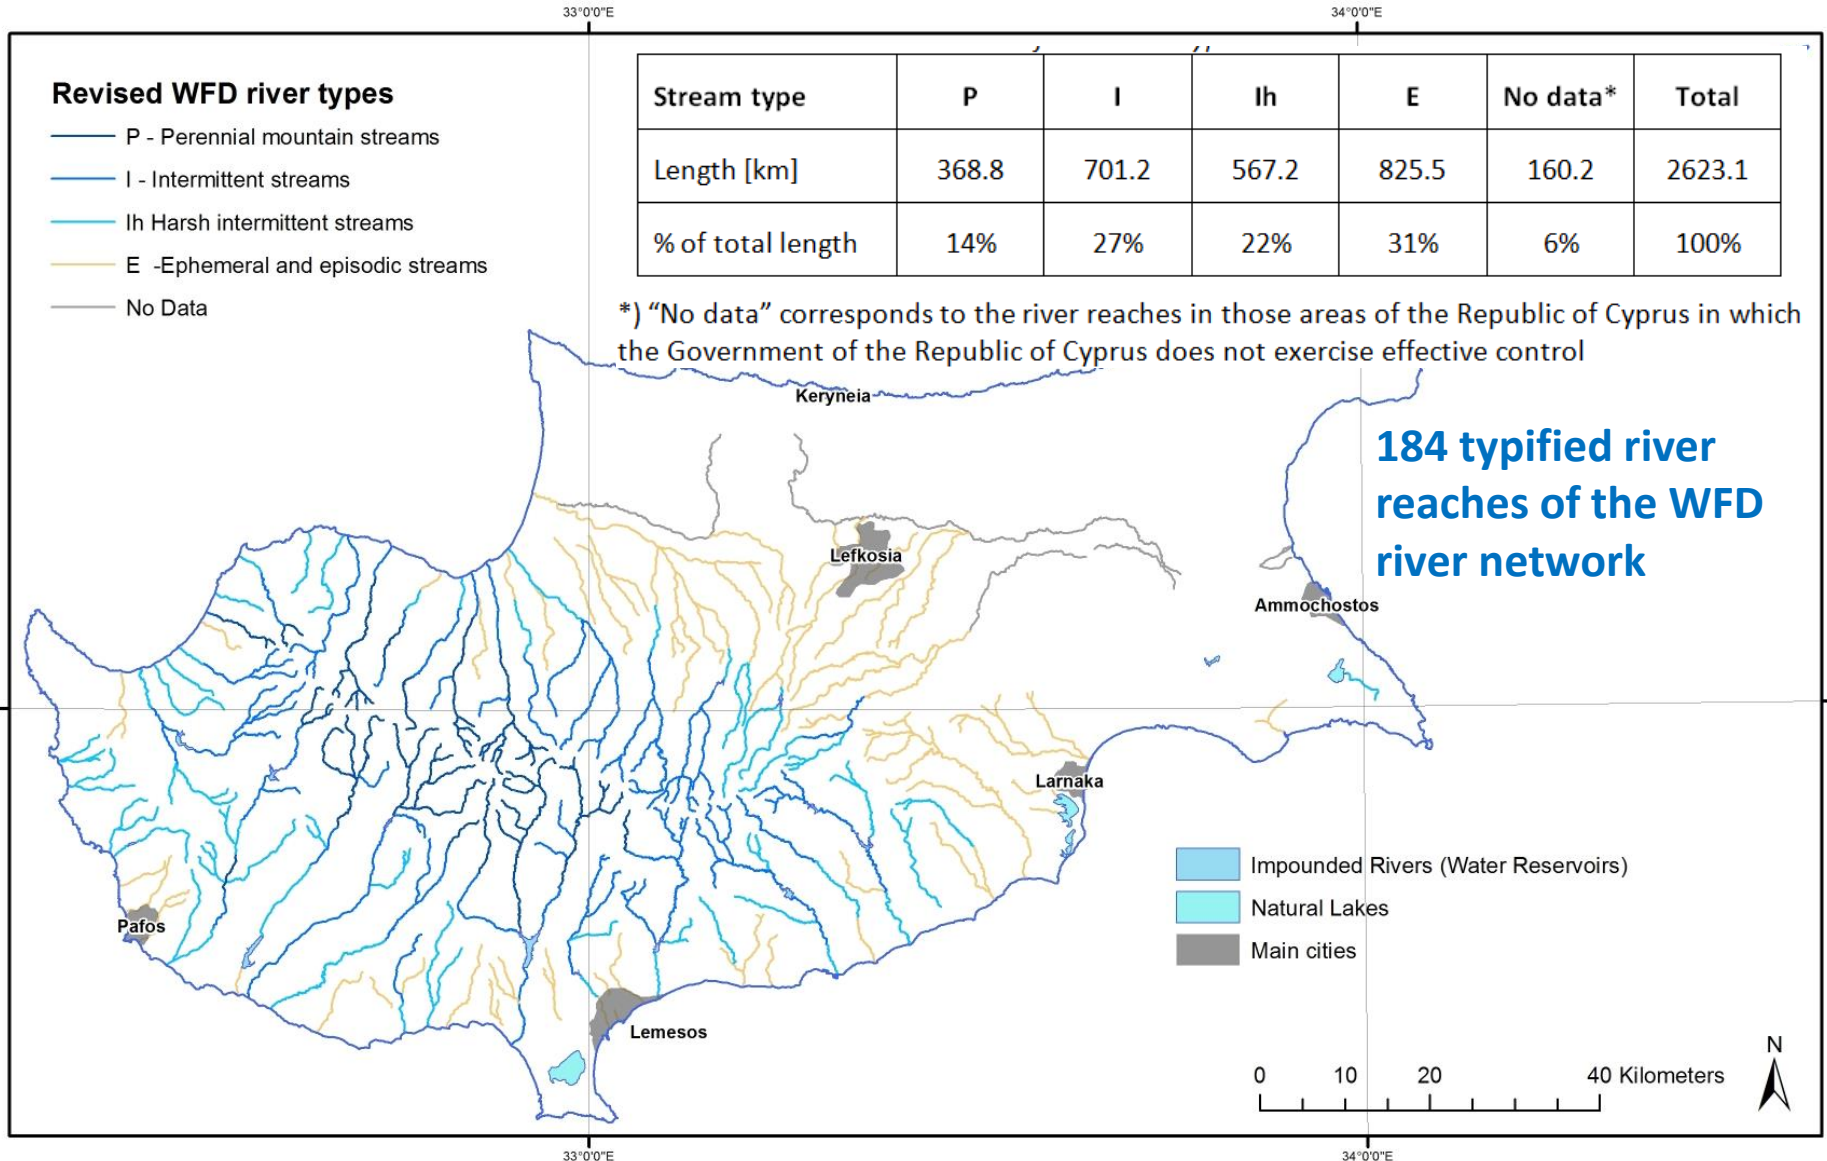 33°0'0"E 34°0'0"E
Revised WFD river types
P - Perennial mountain streams
I - Intermittent streams
Ih Harsh intermittent streams
E -Ephemeral and episodic streams
No Data
Stream type P I Ih E No data* Total
Length [km] 368.8 701.2 567.2 825.5 160.2 2623.1
% of total length 14% 27% 22% 31% 6% 100%
*) “No data” corresponds to the river reaches in those areas of the Republic of Cyprus in which
the Government of the Republic of Cyprus does not exercise effective control
Keryneia
184 typified river
reaches of the WFD
river network
Lefkosia
Ammochostos
Larnaka
Pafos
Lemesos
Impounded Rivers (Water Reservoirs)
Natural Lakes
Main cities
N
0 10 20 40 Kilometers
33°0'0"E 34°0'0"E